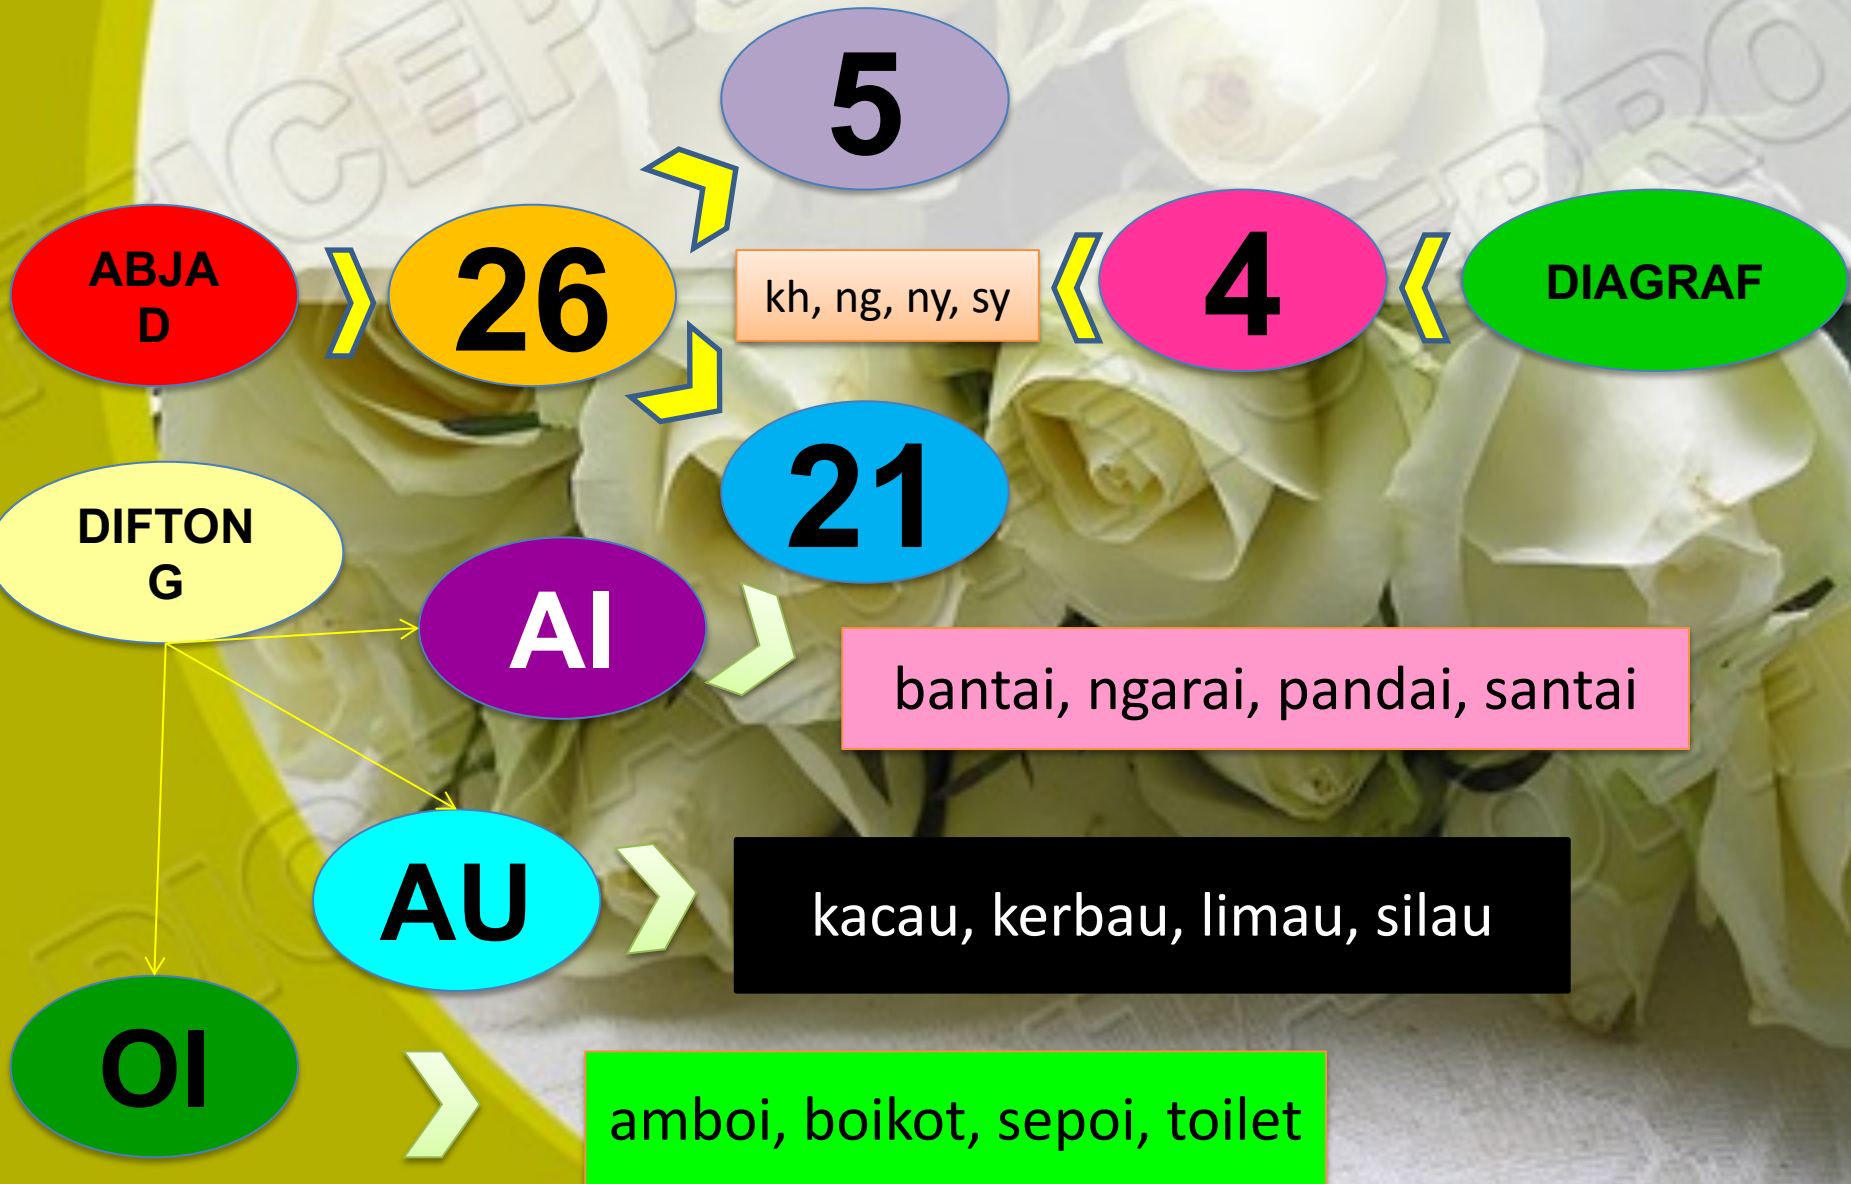 5
ABJA
D
26
kh, ng, ny, sy
4
DIAGRAF
21
DIFTON
G
AI
bantai, ngarai, pandai, santai
AU
kacau, kerbau, limau, silau
OI
amboi, boikot, sepoi, toilet